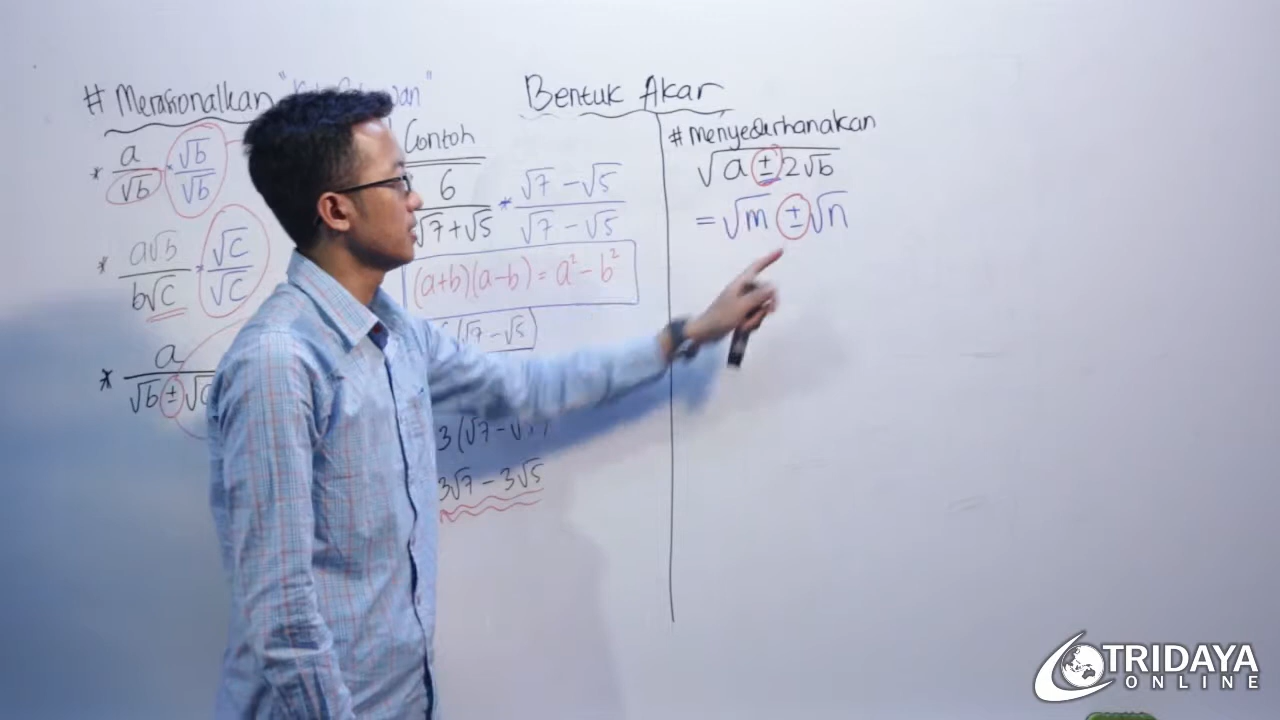 # Merasionalkan
* a/√b * √b/√b
* a√b/b√c * √c/√c
* a/√b ±
Bentuk Akar
Contoh
6/√7+√5 * √7 − √5/√7 − √5
(a+b)(a−b) = a² − b²
(√7 − √5)
3(√7 −
3√7 − 3√5
# menyederhanakan
√a ± 2√b
= √m ± √n
TRIDAYA
ONLINE